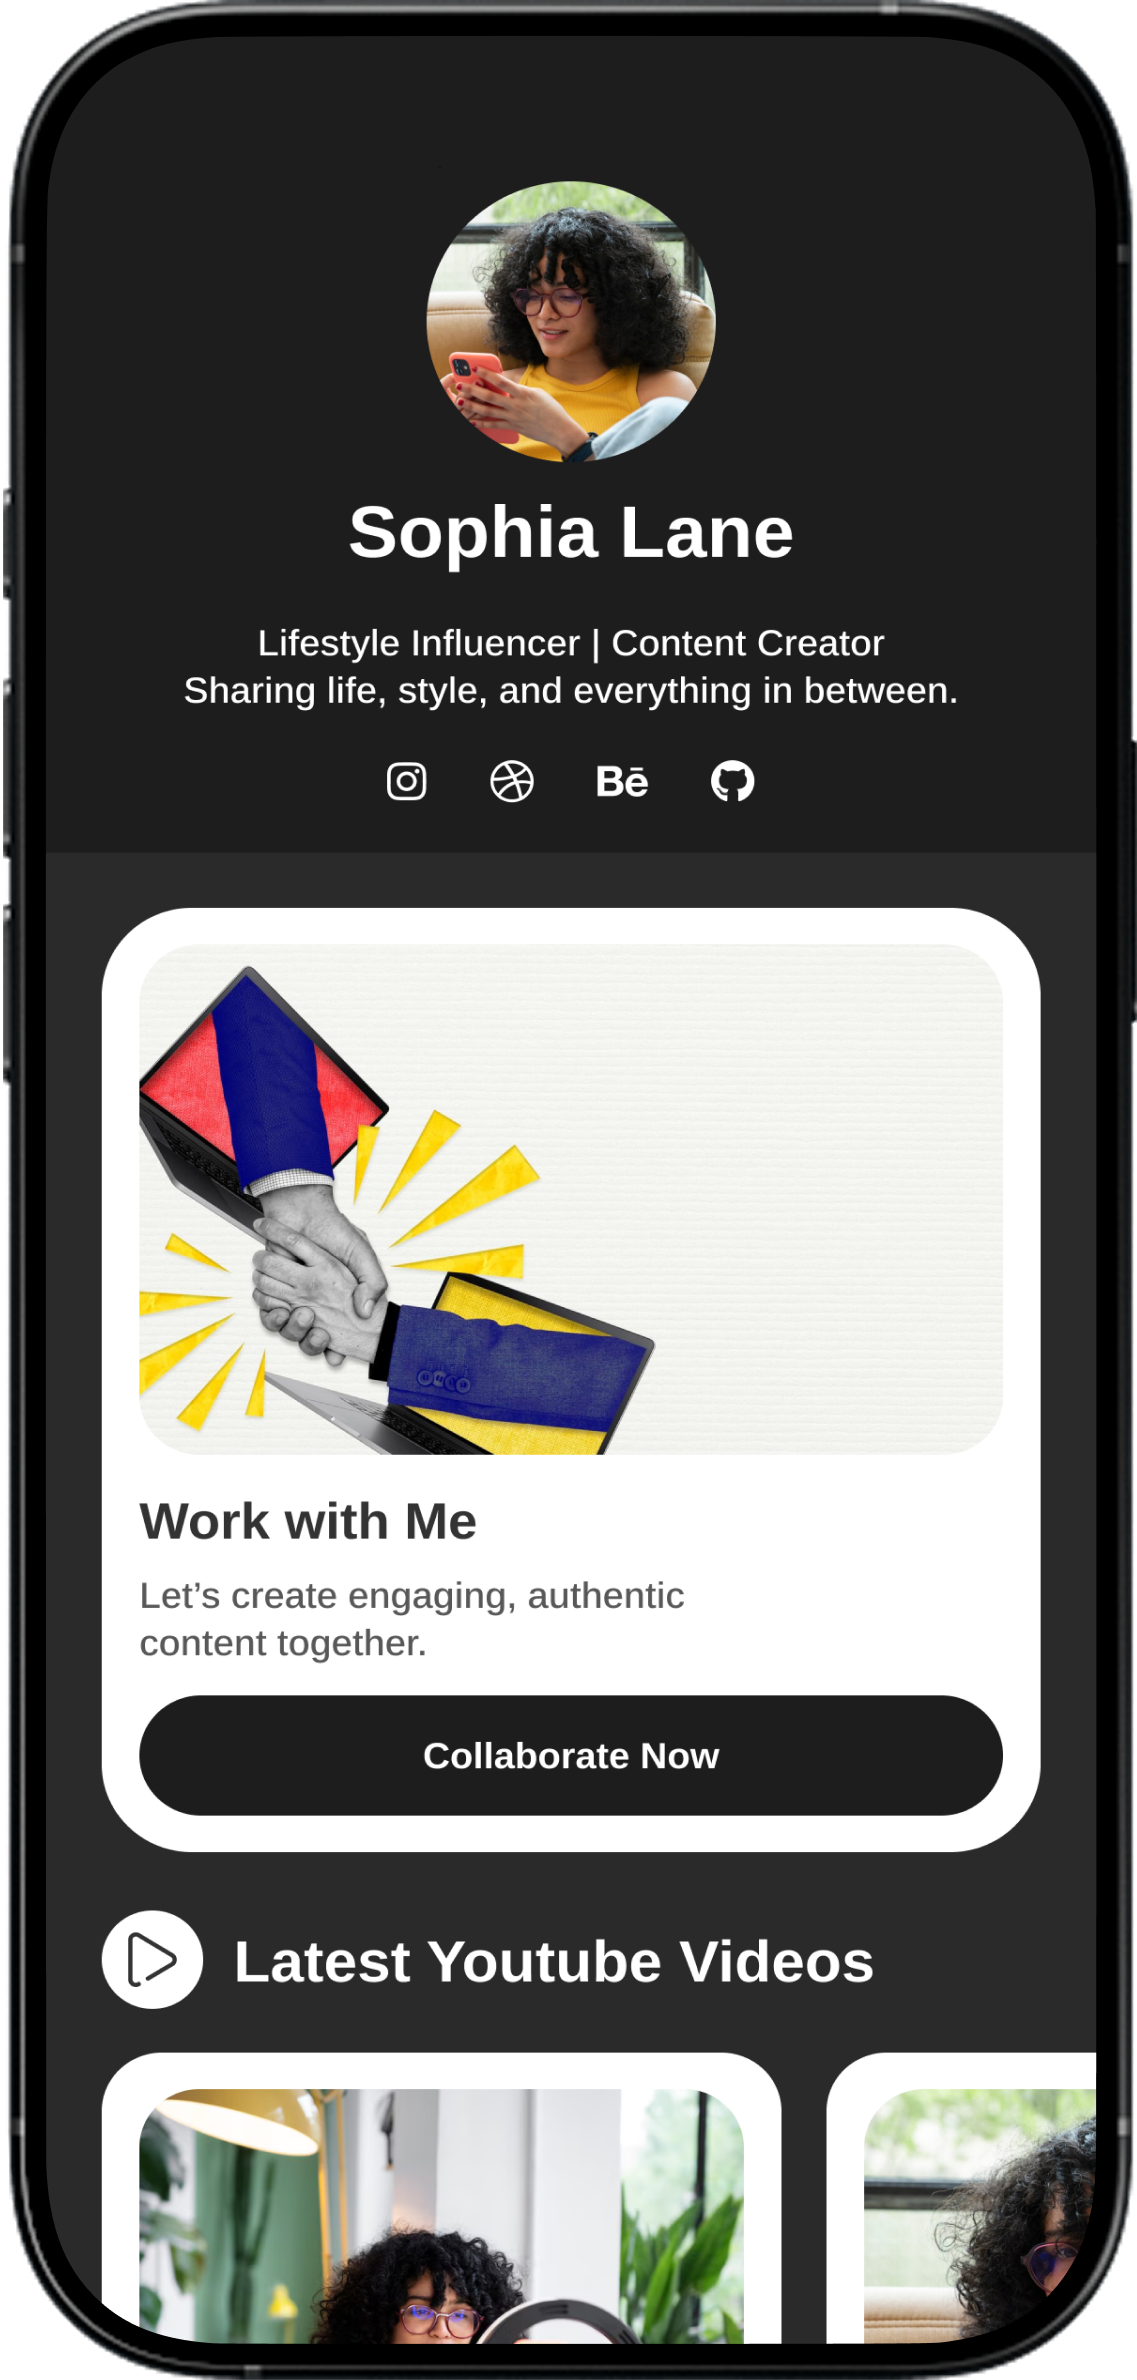 Sophia Lane
Lifestyle Influencer | Content Creator
Sharing life, style, and everything in between.
Bē
Work with Me
Let’s create engaging, authentic
content together.
Collaborate Now
Latest Youtube Videos